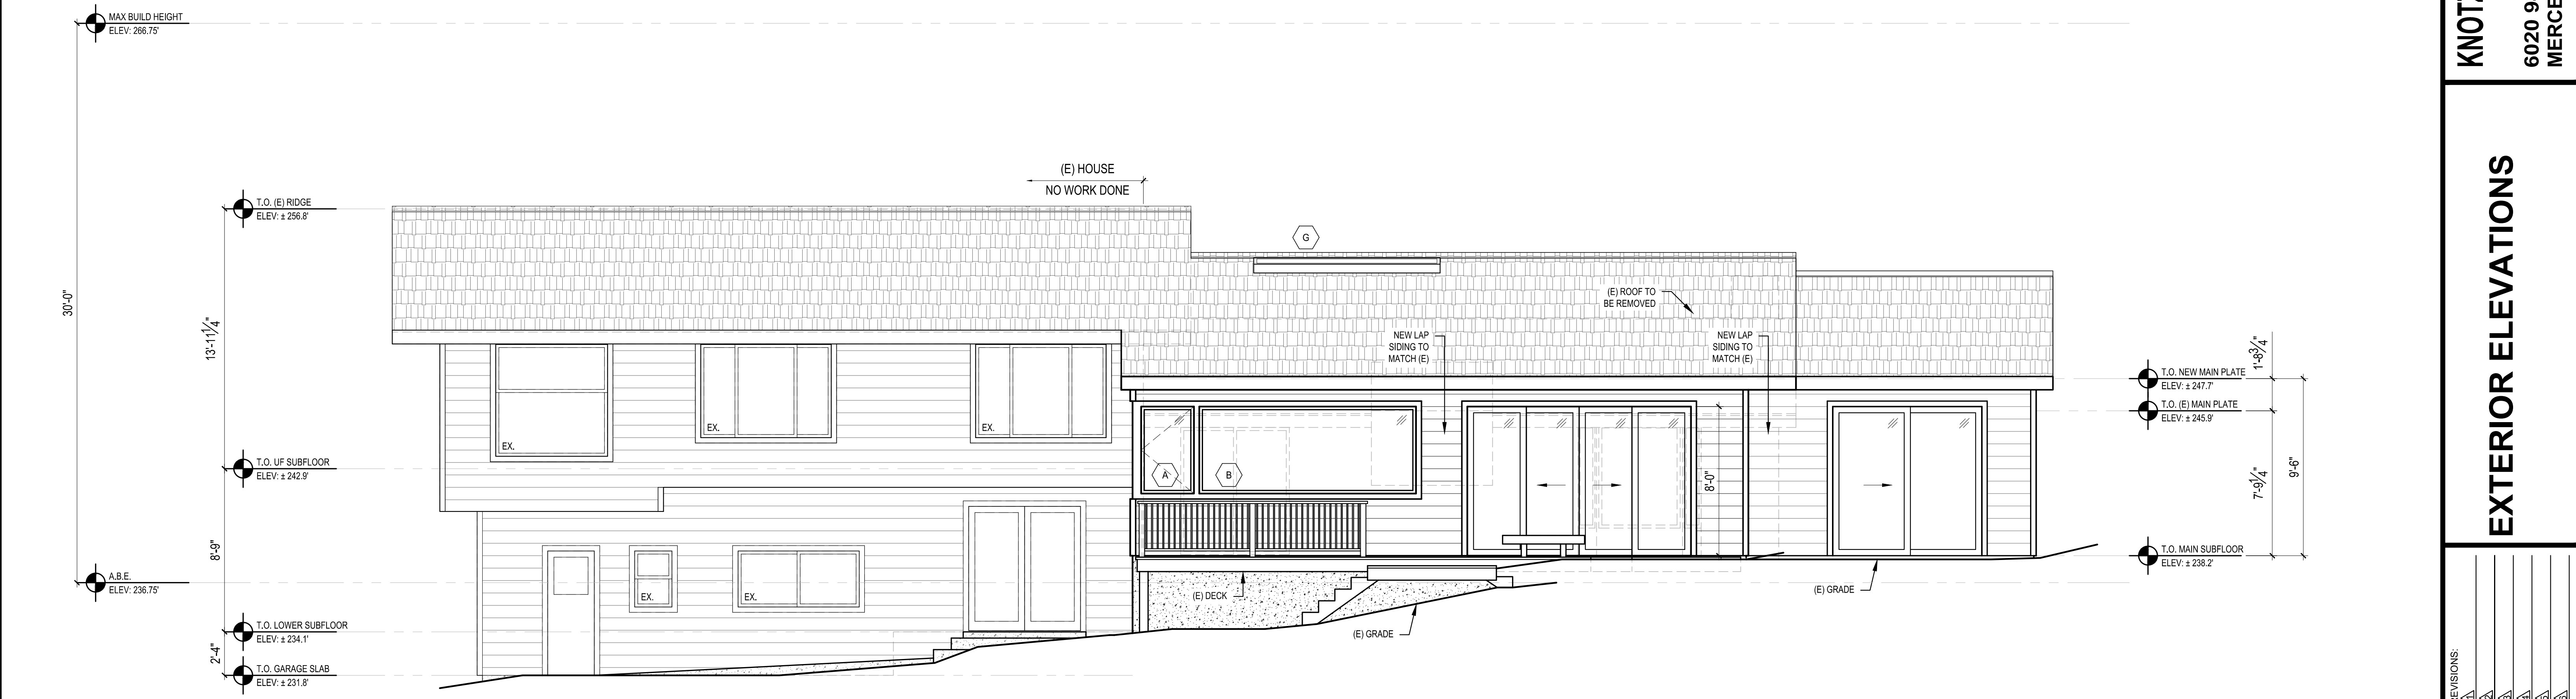 MAX BUILD HEIGHT
ELEV: 266.75'
30'-0"
A.B.E.
ELEV: 236.75'
T.O. (E) RIDGE
ELEV: ± 256.8'
13'-11 1/4"
T.O. UF SUBFLOOR
ELEV: ± 242.9'
8'-9"
T.O. LOWER SUBFLOOR
ELEV: ± 234.1'
2'-4"
T.O. GARAGE SLAB
ELEV: ± 231.8'
(E) HOUSE
NO WORK DONE
G
(E) ROOF TO
BE REMOVED
NEW LAP
SIDING TO
MATCH (E)
NEW LAP
SIDING TO
MATCH (E)
EX.
EX.
EX.
A
B
8'-0"
EX.
EX.
(E) DECK
(E) GRADE
(E) GRADE
1'-8 3/4"
T.O. NEW MAIN PLATE
ELEV: ± 247.7'
T.O. (E) MAIN PLATE
ELEV: ± 245.9'
7'-9 1/4"
9'-6"
T.O. MAIN SUBFLOOR
ELEV: ± 238.2'
6020 9
EXTERIOR ELEVATIONS